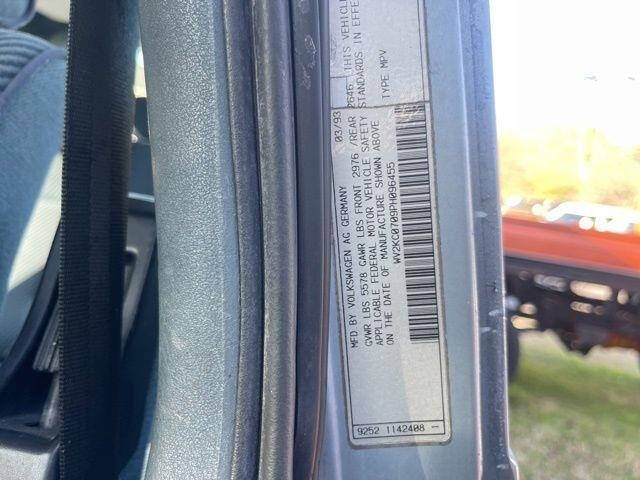 MFD.BY VOLKSWAGEN AG GERMANY 03/93
GVWR LBS 5578 GAWR LBS FRONT 2976 /REAR 2646 THIS VEHICLE
APPLICABLE FEDERAL MOTOR VEHICLE SAFETY STANDARDS IN EFFE
ON THE DATE OF MANUFACTURE SHOWN ABOVE
TYPE MPV
WV2KC0709PH096455
9252 1142408 –